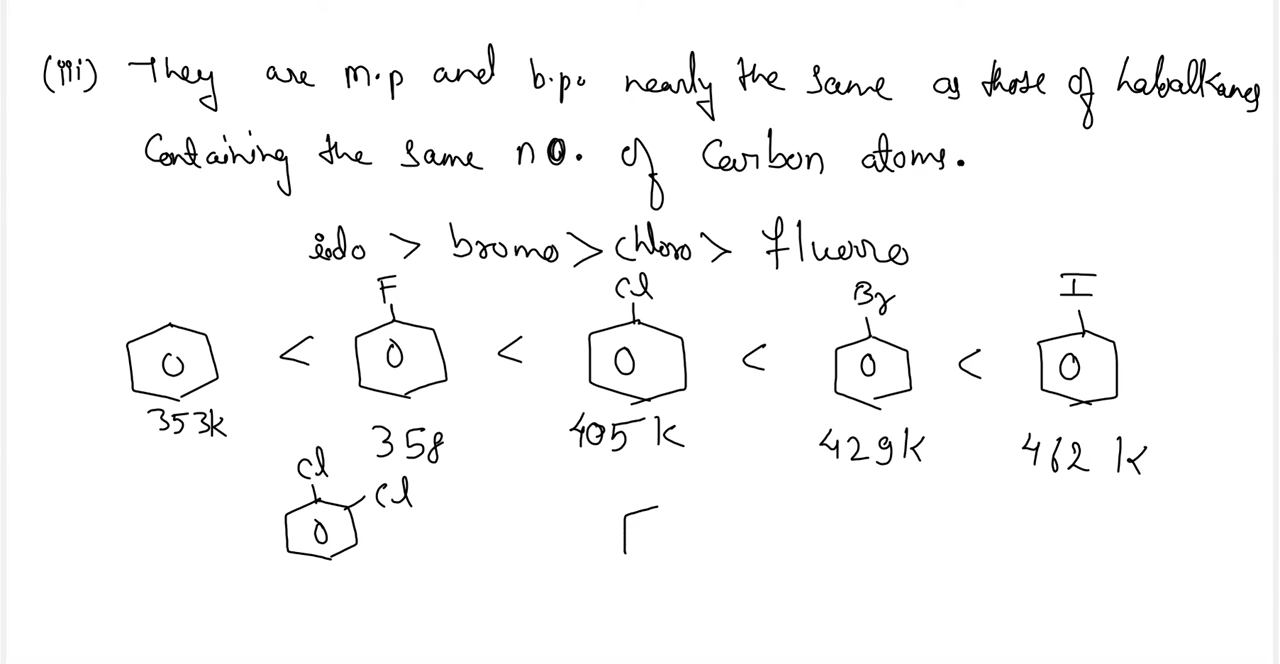 (iii) They are m.p and b.p. nearly the same as those of haloalkanes
Containing the same no. of Carbon atoms.
iodo > bromo > chloro > fluoro
F Cl Br I
< < < <
353k 358 405 K 429K 462 K
Cl
Cl